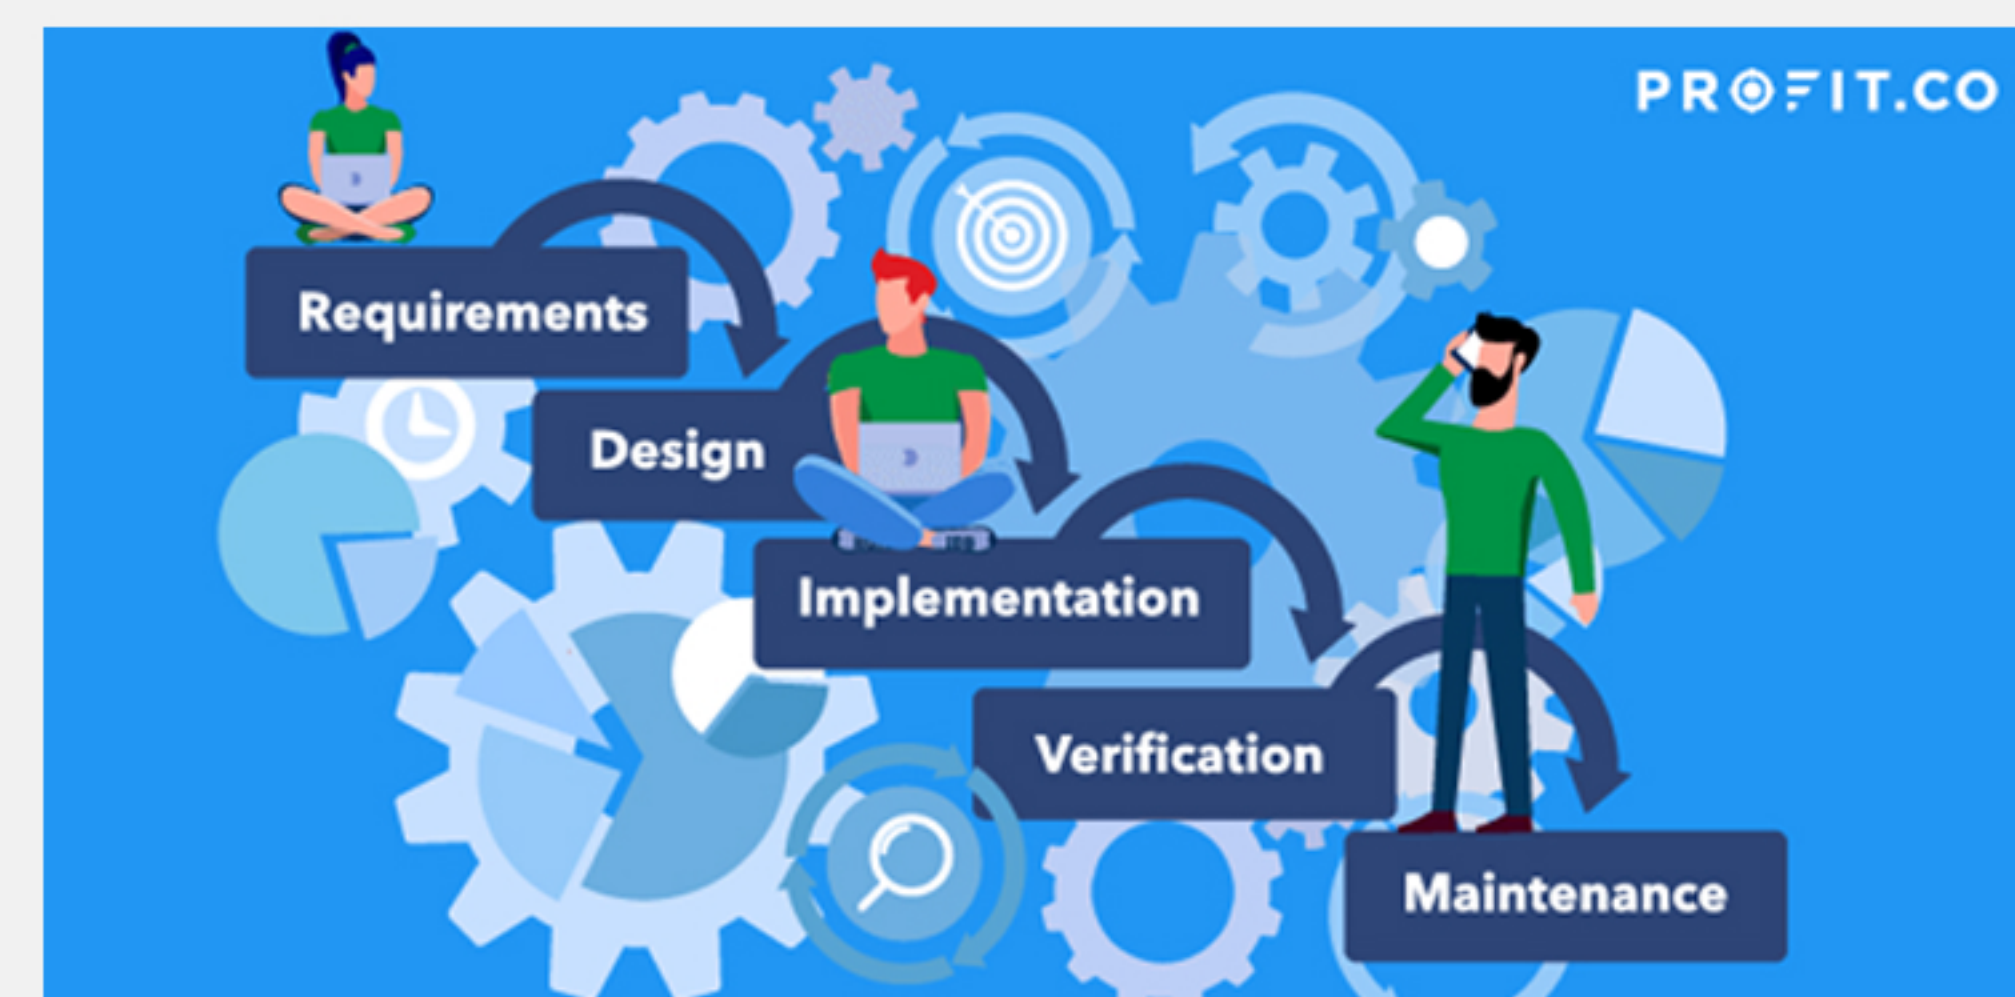 PROFIT.CO
Requirements
Design
Implementation
Verification
Maintenance